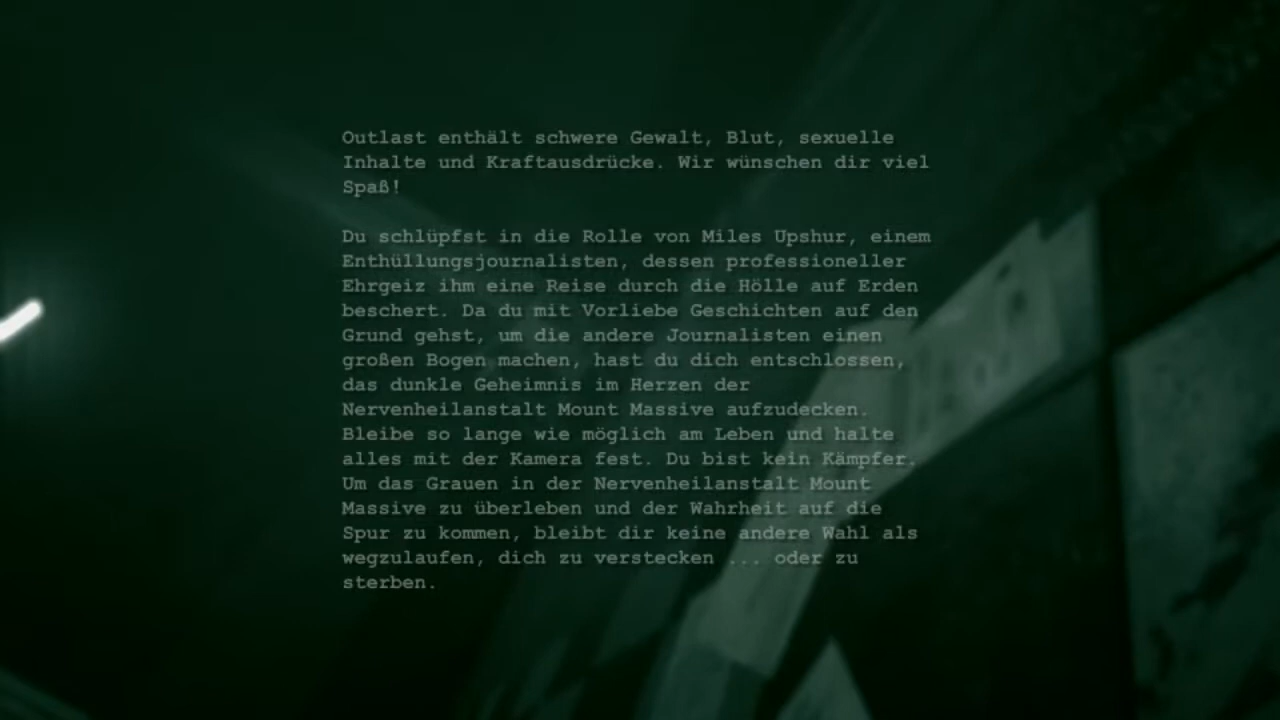 Outlast enthält schwere Gewalt, Blut, sexuelle
Inhalte und Kraftausdrücke. Wir wünschen dir viel
Spaß!
Du schlüpfst in die Rolle von Miles Upshur, einem
Enthüllungsjournalisten, dessen professioneller
Ehrgeiz ihm eine Reise durch die Hölle auf Erden
beschert. Da du mit Vorliebe Geschichten auf den
Grund gehst, um die andere Journalisten einen
großen Bogen machen, hast du dich entschlossen,
das dunkle Geheimnis im Herzen der
Nervenheilanstalt Mount Massive aufzudecken.
Bleibe so lange wie möglich am Leben und halte
alles mit der Kamera fest. Du bist kein Kämpfer.
Um das Grauen in der Nervenheilanstalt Mount
Massive zu überleben und der Wahrheit auf die
Spur zu kommen, bleibt dir keine andere Wahl als
wegzulaufen, dich zu verstecken ... oder zu
sterben.